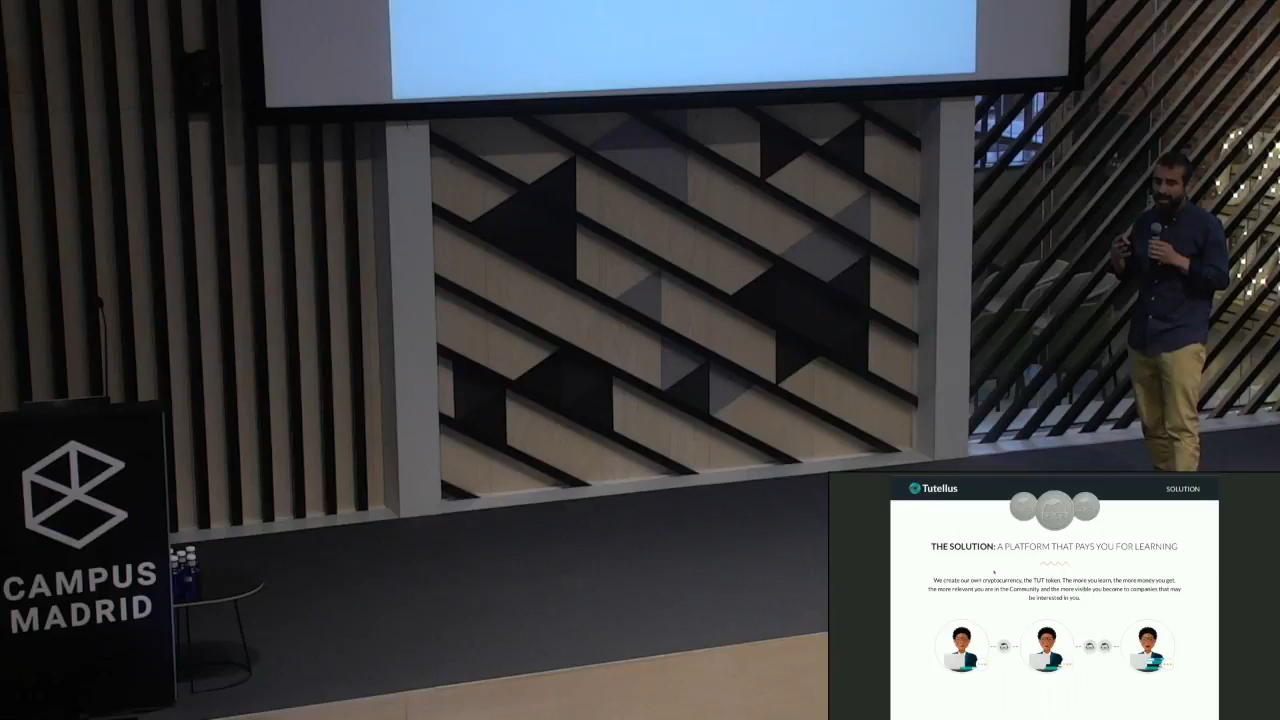 CAMPUS
MADRID
Tutellus
SOLUTION
THE SOLUTION: A PLATFORM THAT PAYS YOU FOR LEARNING
We create our own cryptocurrency, the TUT token. The more you learn, the more money you get,
the more relevant you are in the Community and the more visible you become to companies that may
be interested in you.